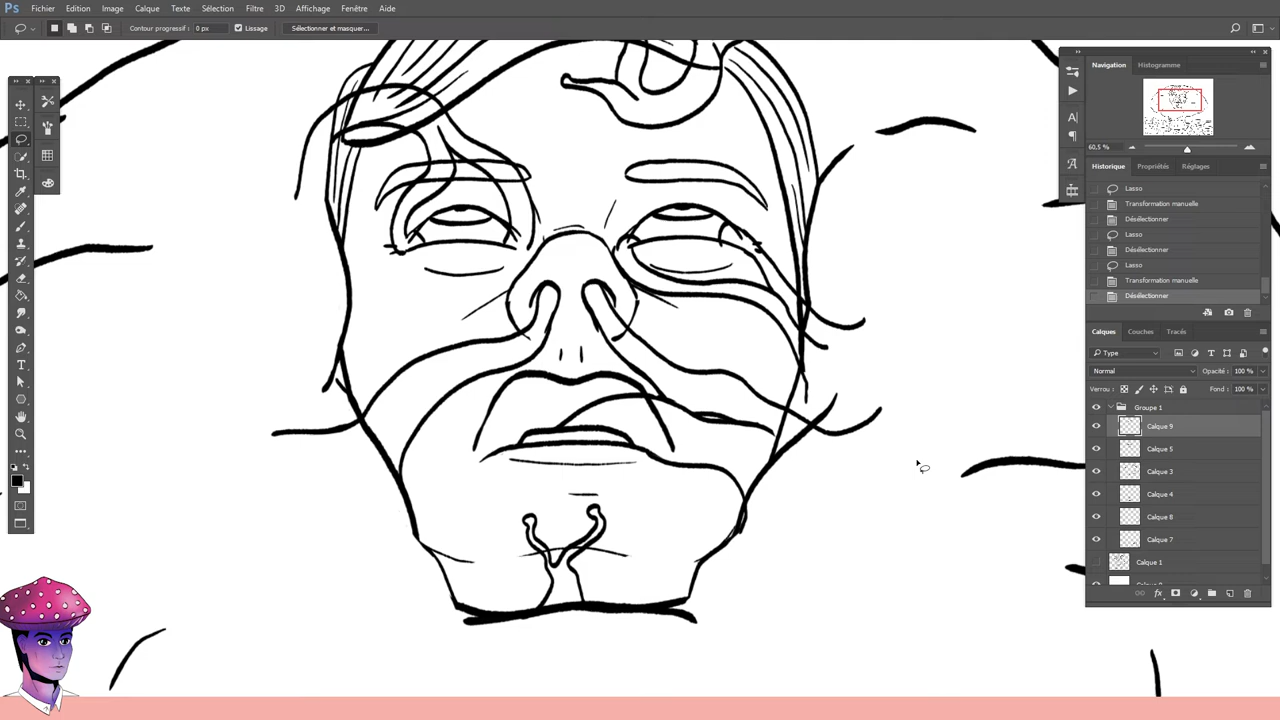 Ps Fichier Edition Image Calque Texte Sélection Filtre 3D Affichage Fenêtre Aide
Contour progressif : 0 px Lissage Sélectionner et masquer...
Navigation Histogramme
60,5 %
Historique Propriétés Réglages
Lasso
Transformation manuelle
Désélectionner
Lasso
Désélectionner
Lasso
Transformation manuelle
Désélectionner
Calques Couches Tracés
Type
Normal Opacité : 100 %
Verrou : Fond : 100 %
Groupe 1
Calque 9
Calque 5
Calque 3
Calque 4
Calque 8
Calque 7
Calque 1